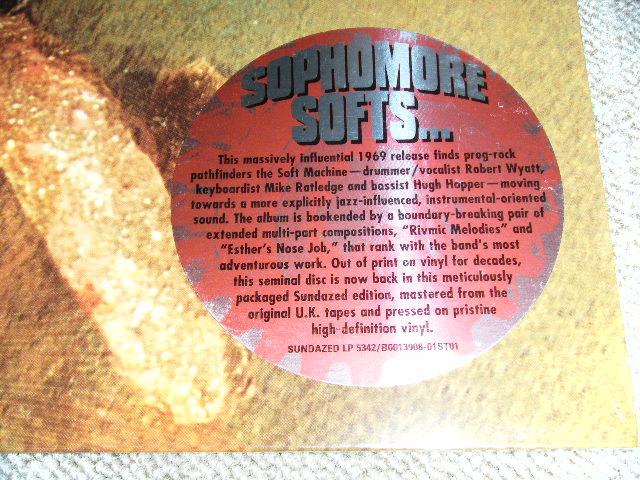 SOPHOMORE
SOFTS...
This massively influential 1969 release finds prog-rock
pathfinders the Soft Machine—drummer/vocalist Robert Wyatt,
keyboardist Mike Ratledge and bassist Hugh Hopper—moving
towards a more explicitly jazz-influenced, instrumental-oriented
sound. The album is bookended by a boundary-breaking pair of
extended multi-part compositions, "Rivmic Melodies" and
"Esther's Nose Job," that rank with the band's most
adventurous work. Out of print on vinyl for decades,
this seminal disc is now back in this meticulously
packaged Sundazed edition, mastered from the
original U.K. tapes and pressed on pristine
high-definition vinyl.
SUNDAZED LP 5342/B0013908-01ST01